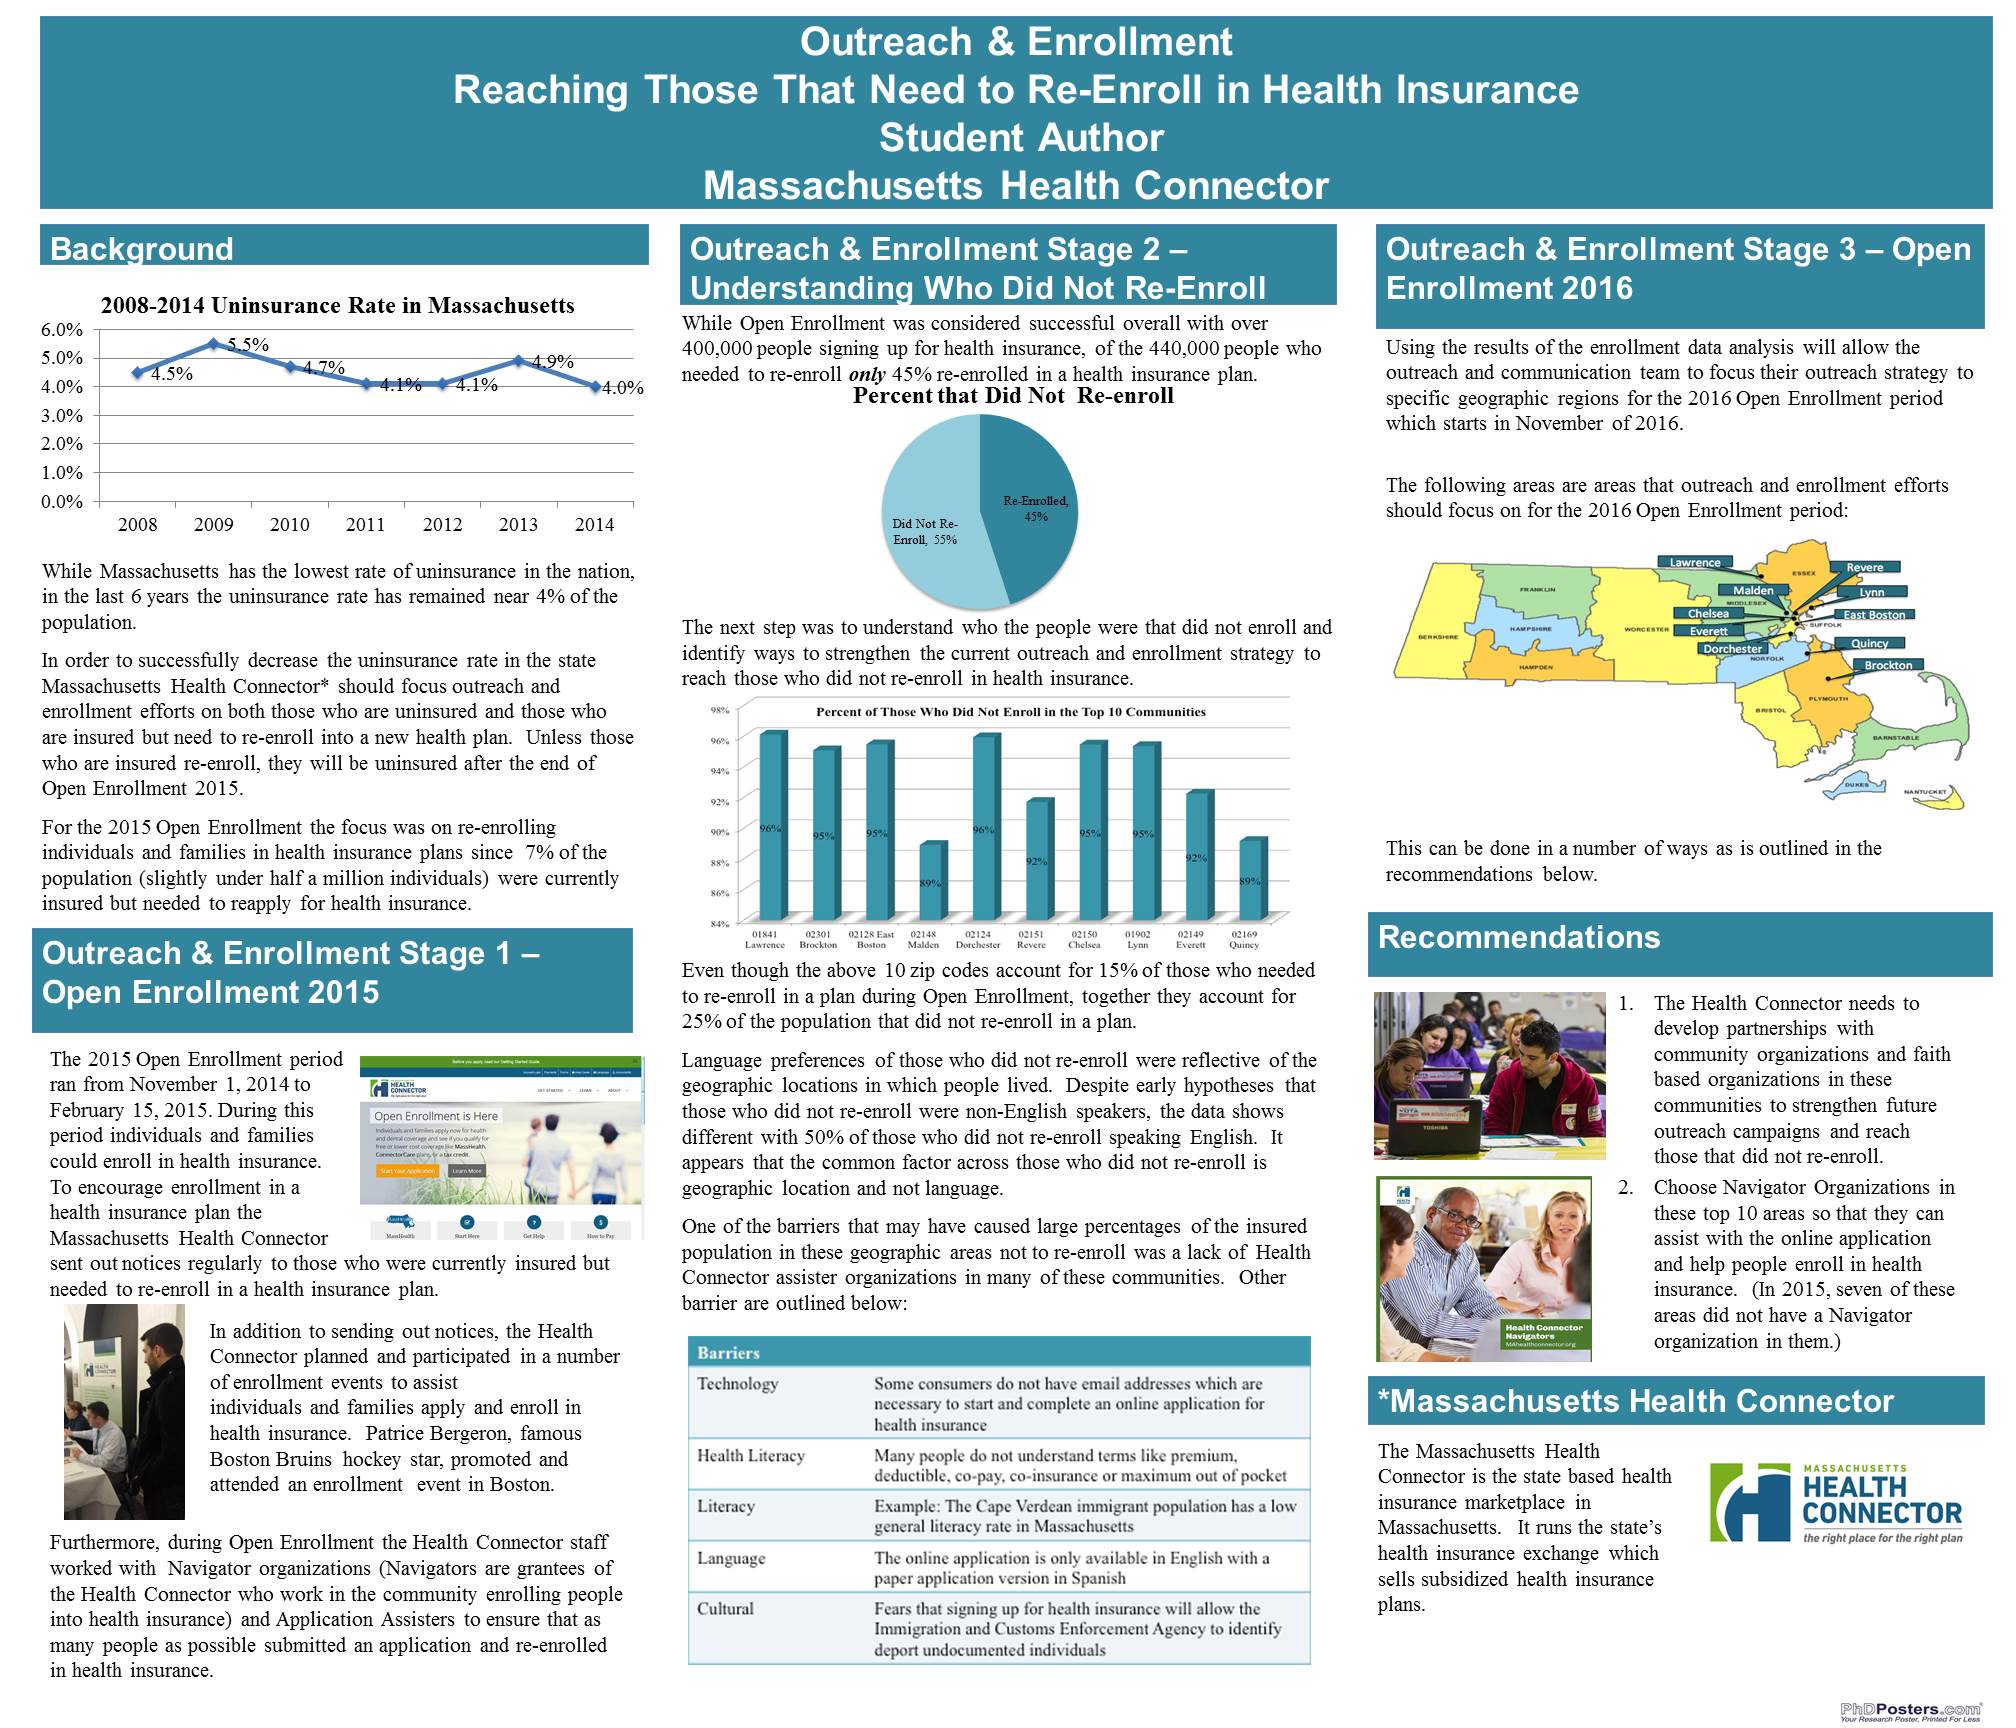 Outreach & Enrollment
Reaching Those That Need to Re-Enroll in Health Insurance
Student Author
Massachusetts Health Connector
Background
2008-2014 Uninsurance Rate in Massachusetts
6.0%
5.0%
4.0%
3.0%
2.0%
1.0%
0.0%
4.5%
5.5%
4.7%
4.1%
4.1%
4.9%
4.0%
2008 2009 2010 2011 2012 2013 2014
While Massachusetts has the lowest rate of uninsurance in the nation,
in the last 6 years the uninsurance rate has remained near 4% of the
population.
In order to successfully decrease the uninsurance rate in the state
Massachusetts Health Connector* should focus outreach and
enrollment efforts on both those who are uninsured and those who
are insured but need to re-enroll into a new health plan. Unless those
who are insured re-enroll, they will be uninsured after the end of
Open Enrollment 2015.
For the 2015 Open Enrollment the focus was on re-enrolling
individuals and families in health insurance plans since 7% of the
population (slightly under half a million individuals) were currently
insured but needed to reapply for health insurance.
Outreach & Enrollment Stage 1 –
Open Enrollment 2015
The 2015 Open Enrollment period
ran from November 1, 2014 to
February 15, 2015. During this
period individuals and families
could enroll in health insurance.
To encourage enrollment in a
health insurance plan the
Massachusetts Health Connector
sent out notices regularly to those who were currently insured but
needed to re-enroll in a health insurance plan.
Before you apply, read our Getting Started Guide
HEALTH
CONNECTOR
GET STARTED LEARN ABOUT
Open Enrollment is Here
Individuals and families apply now for health
and dental coverage and see if you qualify for
free or lower cost coverage like MassHealth,
ConnectorCare plans, or a tax credit.
Start Your Application Learn More
MassHealth Start Here Get Help How to Pay
HEALTH
CONNECTOR
In addition to sending out notices, the Health
Connector planned and participated in a number
of enrollment events to assist
individuals and families apply and enroll in
health insurance. Patrice Bergeron, famous
Boston Bruins hockey star, promoted and
attended an enrollment event in Boston.
Furthermore, during Open Enrollment the Health Connector staff
worked with Navigator organizations (Navigators are grantees of
the Health Connector who work in the community enrolling people
into health insurance) and Application Assisters to ensure that as
many people as possible submitted an application and re-enrolled
in health insurance.
Outreach & Enrollment Stage 2 –
Understanding Who Did Not Re-Enroll
While Open Enrollment was considered successful overall with over
400,000 people signing up for health insurance, of the 440,000 people who
needed to re-enroll only 45% re-enrolled in a health insurance plan.
Percent that Did Not Re-enroll
Re-Enrolled,
45%
Did Not Re-
Enroll, 55%
The next step was to understand who the people were that did not enroll and
identify ways to strengthen the current outreach and enrollment strategy to
reach those who did not re-enroll in health insurance.
Percent of Those Who Did Not Enroll in the Top 10 Communities
98%
96%
94%
92%
90%
88%
86%
84%
96% 95% 95% 89% 96% 92% 95% 95% 92% 89%
01841 02301 02128 East 02148 02124 02151 02150 01902 02149 02169
Lawrence Brockton Boston Malden Dorchester Revere Chelsea Lynn Everett Quincy
Even though the above 10 zip codes account for 15% of those who needed
to re-enroll in a plan during Open Enrollment, together they account for
25% of the population that did not re-enroll in a plan.
Language preferences of those who did not re-enroll were reflective of the
geographic locations in which people lived. Despite early hypotheses that
those who did not re-enroll were non-English speakers, the data shows
different with 50% of those who did not re-enroll speaking English. It
appears that the common factor across those who did not re-enroll is
geographic location and not language.
One of the barriers that may have caused large percentages of the insured
population in these geographic areas not to re-enroll was a lack of Health
Connector assister organizations in many of these communities. Other
barrier are outlined below:
Barriers
Technology Some consumers do not have email addresses which are
necessary to start and complete an online application for
health insurance
Health Literacy Many people do not understand terms like premium,
deductible, co-pay, co-insurance or maximum out of pocket
Literacy Example: The Cape Verdean immigrant population has a low
general literacy rate in Massachusetts
Language The online application is only available in English with a
paper application version in Spanish
Cultural Fears that signing up for health insurance will allow the
Immigration and Customs Enforcement Agency to identify
deport undocumented individuals
Outreach & Enrollment Stage 3 – Open
Enrollment 2016
Using the results of the enrollment data analysis will allow the
outreach and communication team to focus their outreach strategy to
specific geographic regions for the 2016 Open Enrollment period
which starts in November of 2016.
The following areas are areas that outreach and enrollment efforts
should focus on for the 2016 Open Enrollment period:
Lawrence
Revere
Malden
Lynn
Chelsea
East Boston
Everett
Dorchester
Quincy
Brockton
ESSEX
FRANKLIN
MIDDLESEX
SUFFOLK
BERKSHIRE
HAMPSHIRE
WORCESTER
HAMPDEN
NORFOLK
PLYMOUTH
BRISTOL
BARNSTABLE
DUKES
NANTUCKET
This can be done in a number of ways as is outlined in the
recommendations below.
Recommendations
TOSHIBA
1. The Health Connector needs to
develop partnerships with
community organizations and faith
based organizations in these
communities to strengthen future
outreach campaigns and reach
those that did not re-enroll.
2. Choose Navigator Organizations in
these top 10 areas so that they can
assist with the online application
and help people enroll in health
insurance. (In 2015, seven of these
areas did not have a Navigator
organization in them.)
Health Connector
Navigators
MAhealthconnector.org
*Massachusetts Health Connector
The Massachusetts Health
Connector is the state based health
insurance marketplace in
Massachusetts. It runs the state’s
health insurance exchange which
sells subsidized health insurance
plans.
MASSACHUSETTS
HEALTH
CONNECTOR
the right place for the right plan
PhDPosters.com
Your Research Poster, Printed For Less